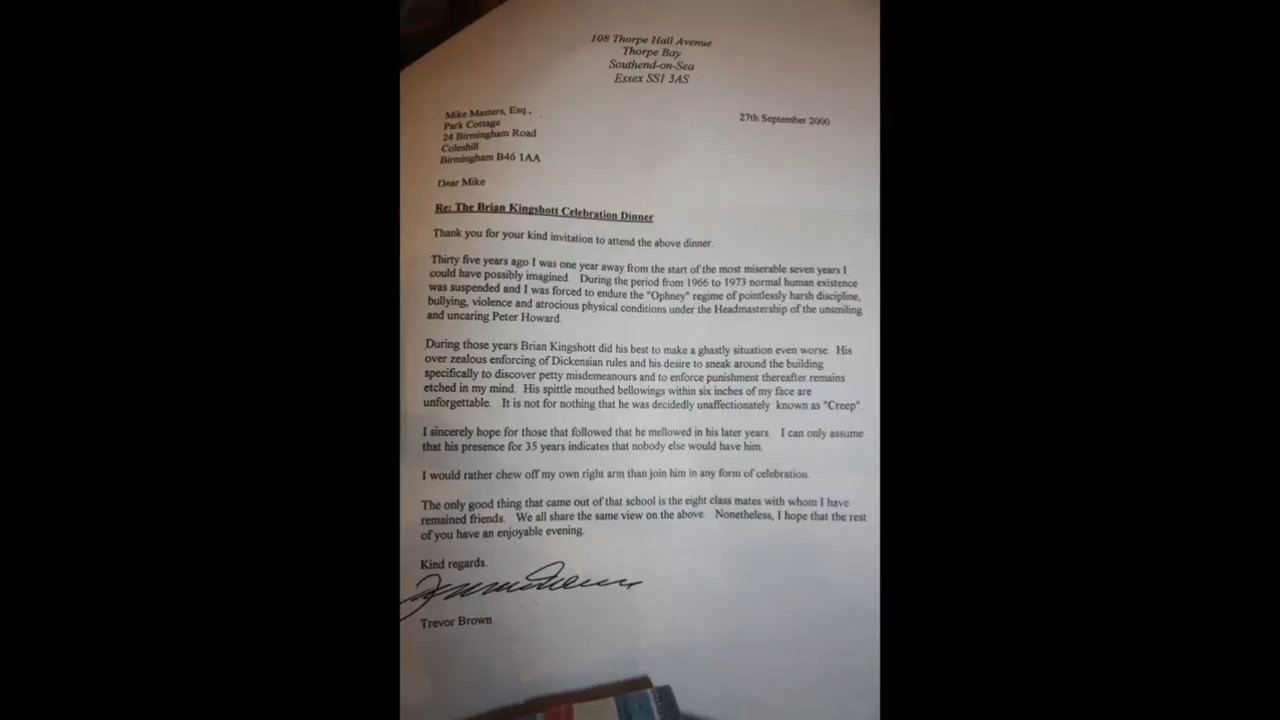 108 Thorpe Hall Avenue
Thorpe Bay
Southend-on-Sea
Essex SS1 3AS
Mike Masters, Esq.,
Park Cottage
24 Birmingham Road
Coleshill
Birmingham B46 1AA
27th September 2000
Dear Mike
Re: The Brian Kingshott Celebration Dinner
Thank you for your kind invitation to attend the above dinner.
Thirty five years ago I was one year away from the start of the most miserable seven years I
could have possibly imagined. During the period from 1966 to 1973 normal human existence
was suspended and I was forced to endure the "Ophney" regime of pointlessly harsh discipline,
bullying, violence and atrocious physical conditions under the Headmastership of the unsmiling
and uncaring Peter Howard.
During those years Brian Kingshott did his best to make a ghastly situation even worse. His
over zealous enforcing of Dickensian rules and his desire to sneak around the building
specifically to discover petty misdemeanours and to enforce punishment thereafter remains
etched in my mind. His spittle mouthed bellowings within six inches of my face are
unforgettable. It is not for nothing that he was decidedly unaffectionately known as "Creep".
I sincerely hope for those that followed that he mellowed in his later years. I can only assume
that his presence for 35 years indicates that nobody else would have him.
I would rather chew off my own right arm than join him in any form of celebration.
The only good thing that came out of that school is the eight class mates with whom I have
remained friends. We all share the same view on the above. Nonetheless, I hope that the rest
of you have an enjoyable evening.
Kind regards.
Trevor Brown